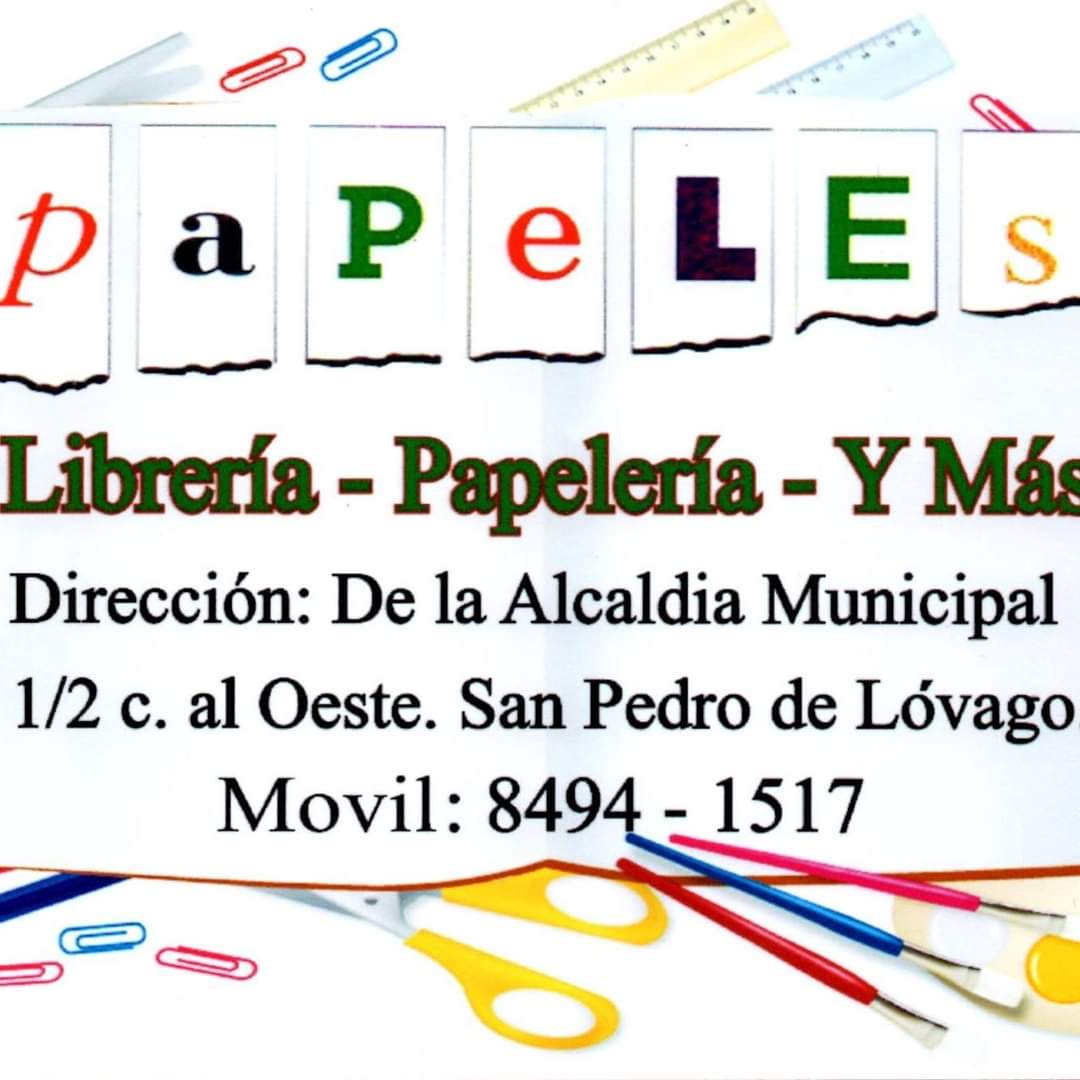 paPeLEs
Librería - Papelería - Y Más
Dirección: De la Alcaldia Municipal
1/2 c. al Oeste. San Pedro de Lóvago.
Movil: 8494 - 1517